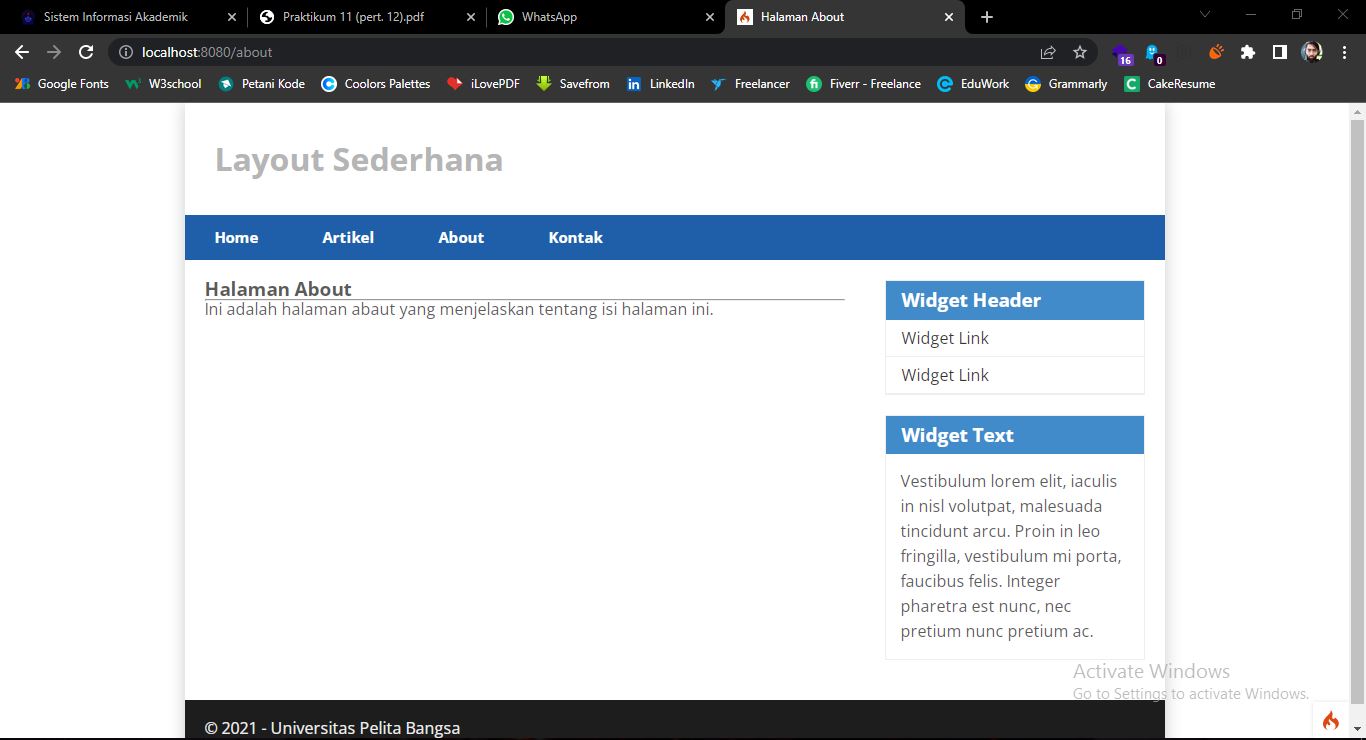 Sistem Informasi Akademik
Praktikum 11 (pert. 12).pdf
WhatsApp
Halaman About
localhost:8080/about
16
0
Google Fonts
W3school
Petani Kode
Coolors Palettes
iLovePDF
Savefrom
LinkedIn
Freelancer
Fiverr - Freelance
EduWork
Grammarly
CakeResume
Layout Sederhana
Home Artikel About Kontak
Halaman About
Ini adalah halaman abaut yang menjelaskan tentang isi halaman ini.
Widget Header
Widget Link
Widget Link
Widget Text
Vestibulum lorem elit, iaculis
in nisl volutpat, malesuada
tincidunt arcu. Proin in leo
fringilla, vestibulum mi porta,
faucibus felis. Integer
pharetra est nunc, nec
pretium nunc pretium ac.
Activate Windows
Go to Settings to activate Windows.
© 2021 - Universitas Pelita Bangsa